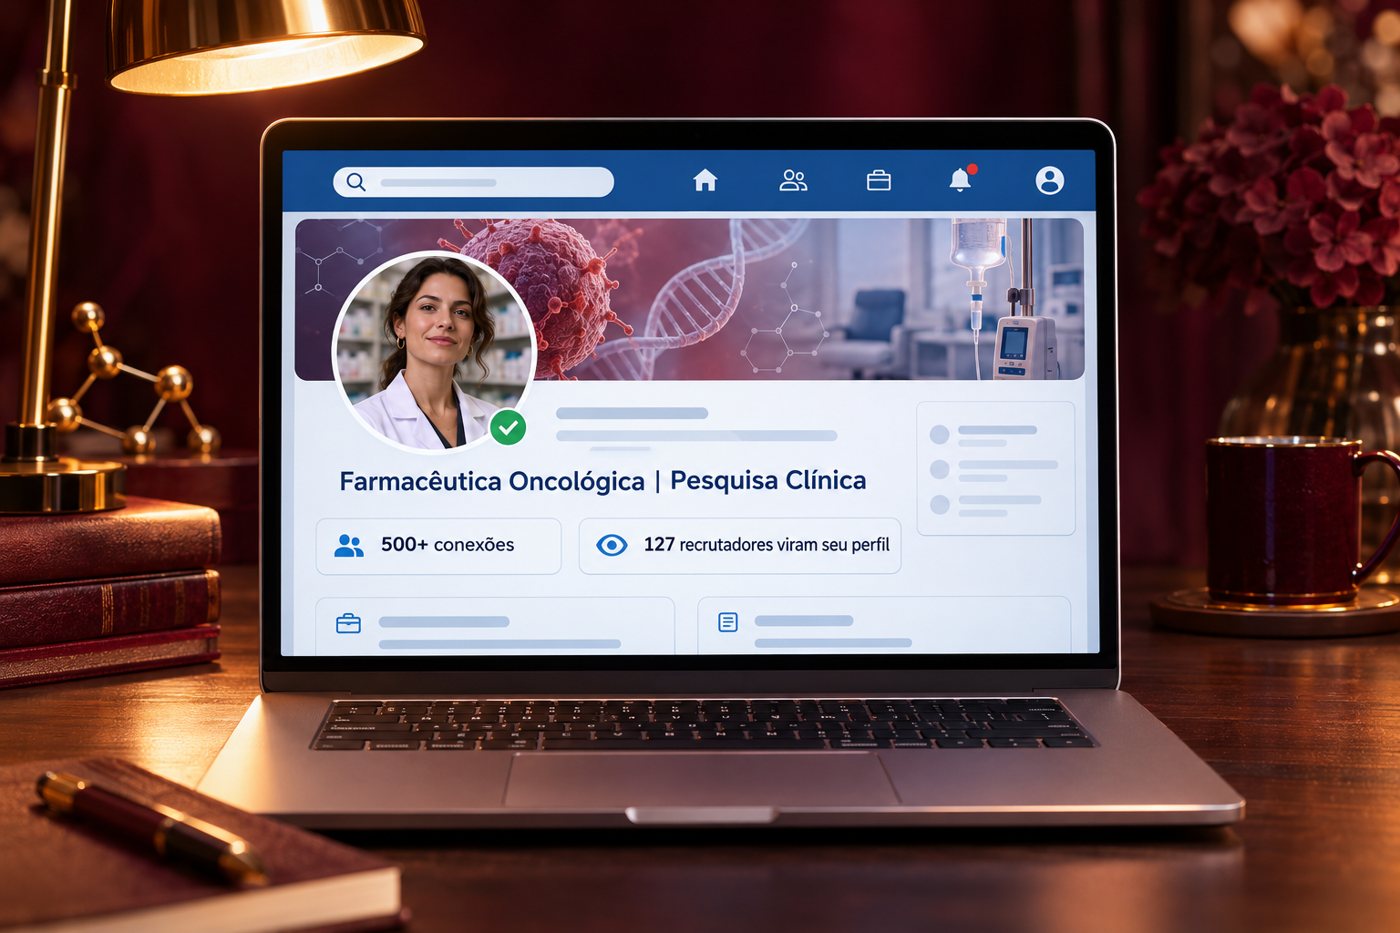 Farmacêutica Oncológica | Pesquisa Clínica
500+ conexões
127 recrutadores viram seu perfil